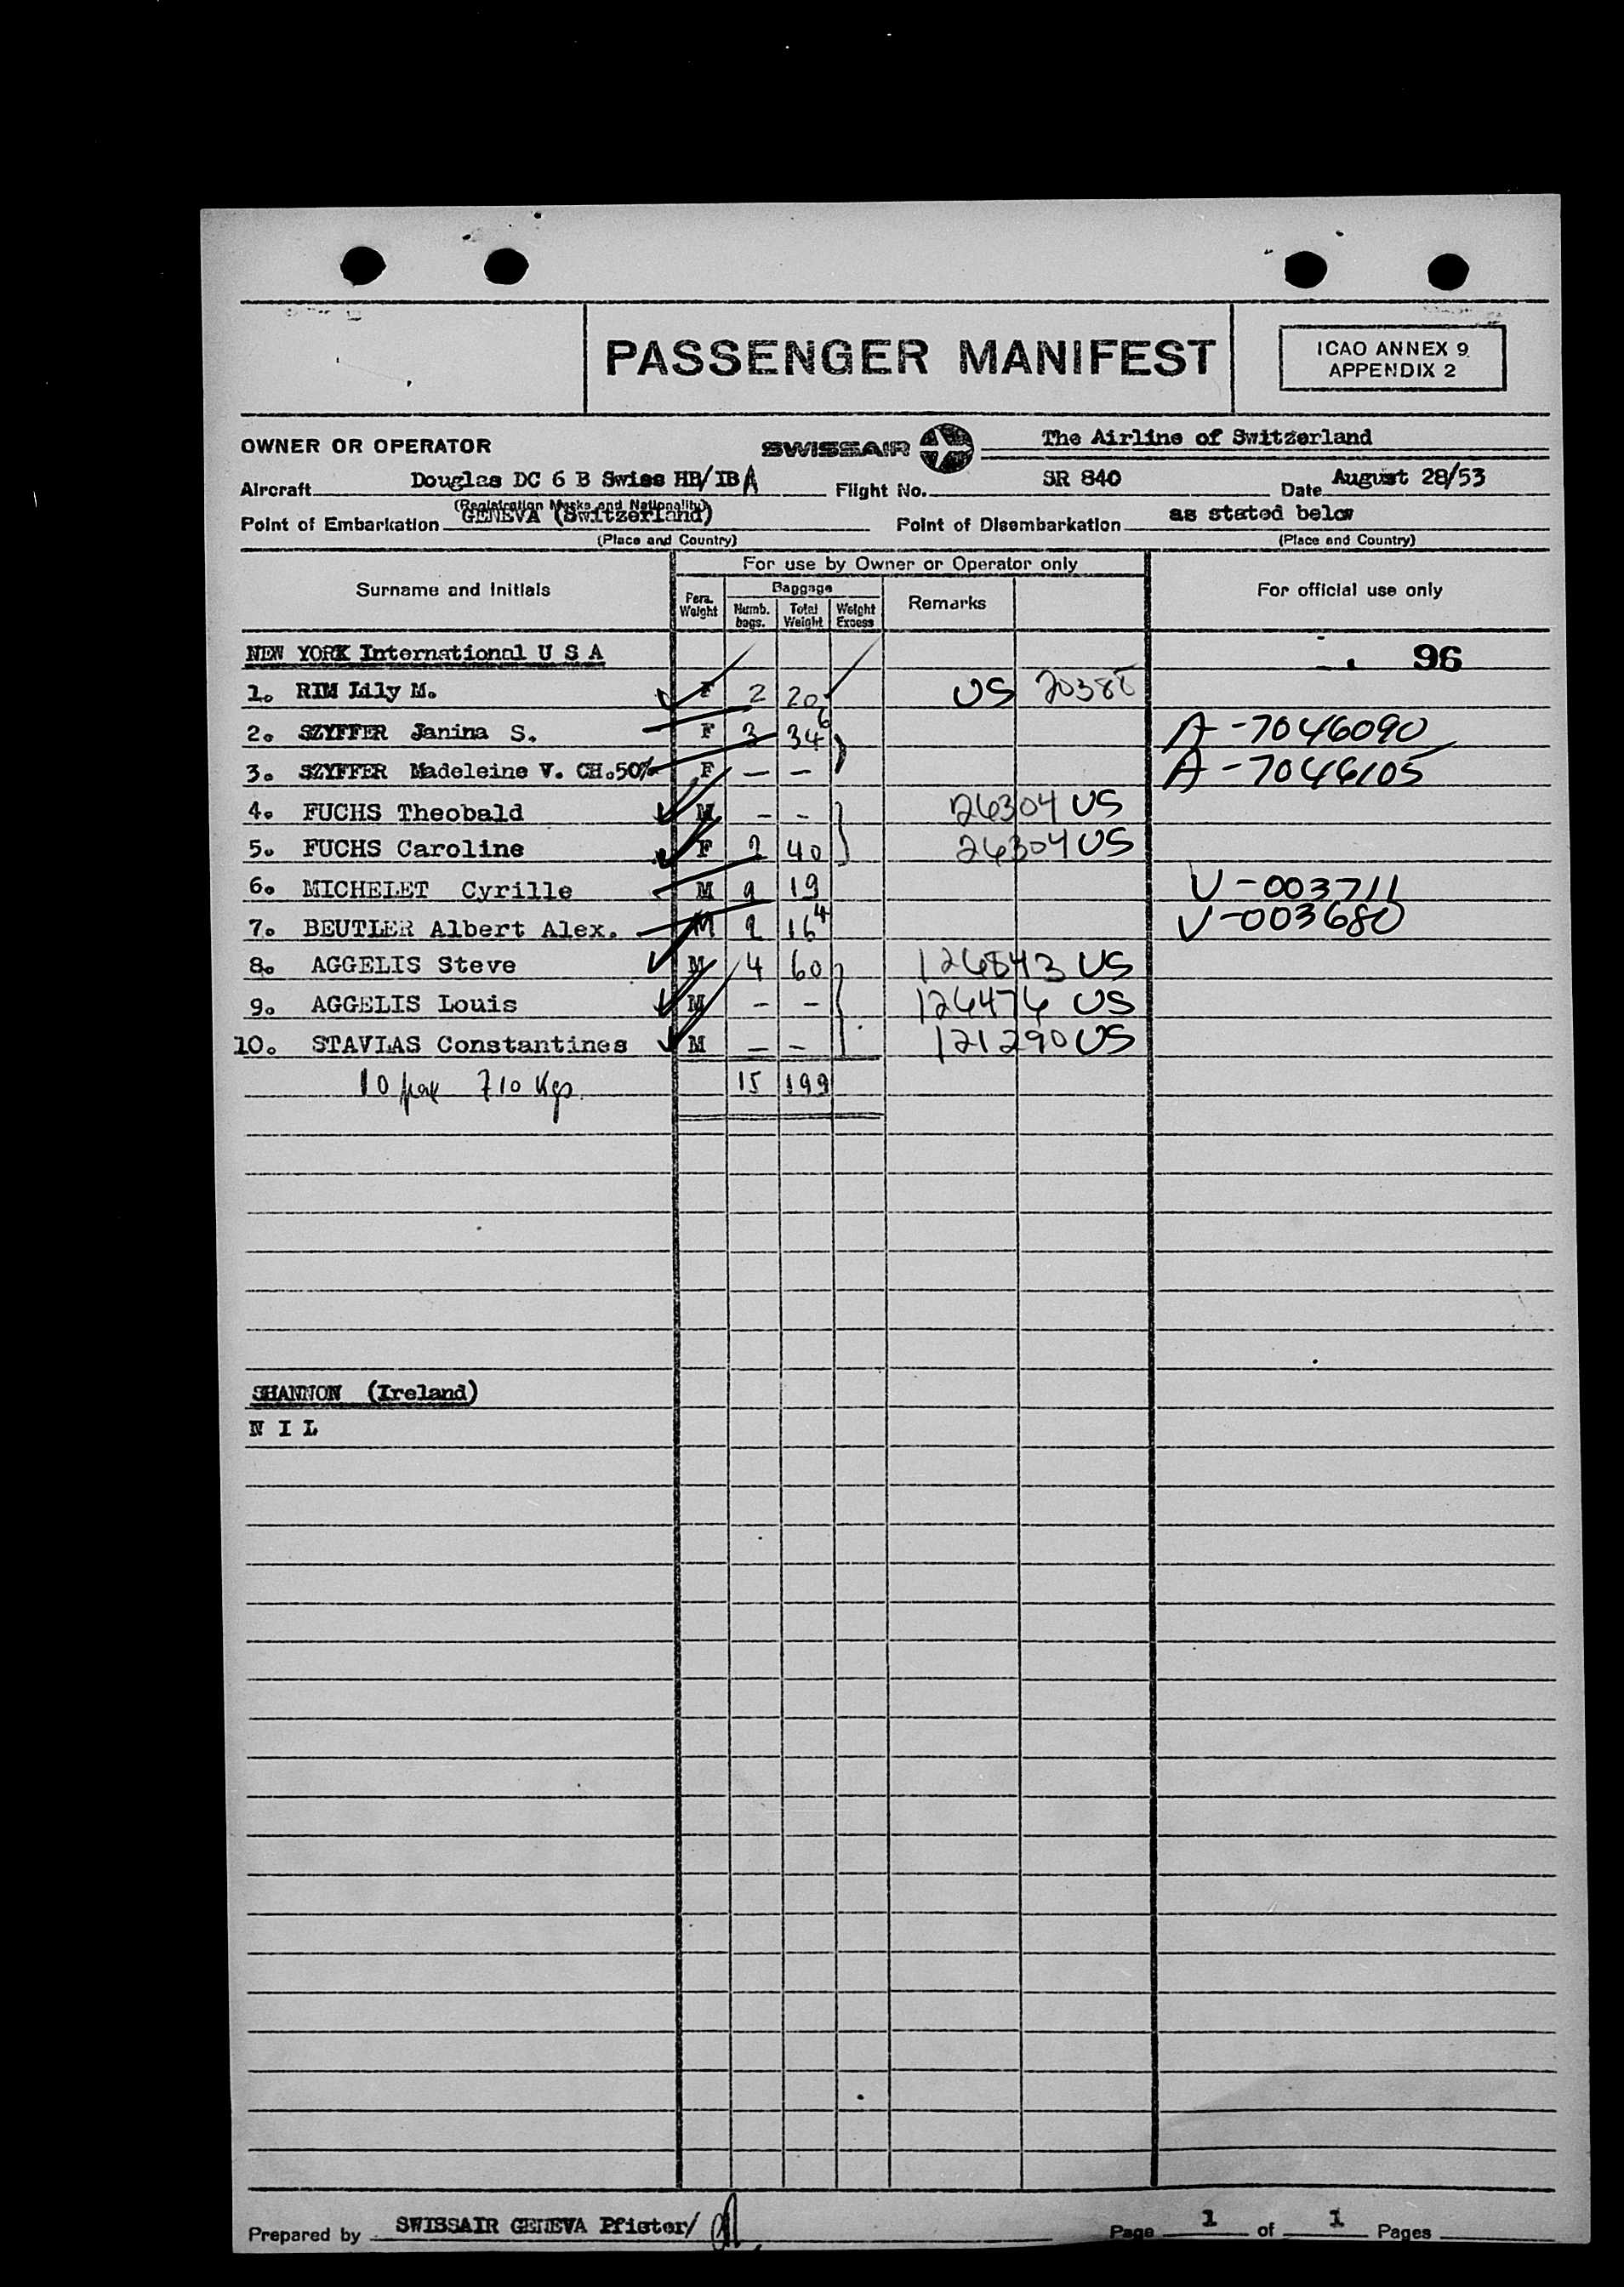 PASSENGER MANIFEST
ICAO ANNEX 9
APPENDIX 2
OWNER OR OPERATOR SWISSAIR The Airline of Switzerland
Aircraft Douglas DC 6 B Swiss HB/IBA Flight No. SR 840 Date August 28/53
(Registration Marks and Nationality)
Point of Embarkation GENEVA (Switzerland) Point of Disembarkation as stated below
(Place and Country) (Place and Country)
For use by Owner or Operator only
Surname and Initials Pers. Weight Baggage Numb. bags. Total Weight Weight Excess Remarks For official use only
NEW YORK International U S A 96
1. RIM Lily M. F 2 20 US
2. SZYFFER Janina S. F 3 34 6 A-7046090
3. SZYFFER Madeleine V. CH.50% F — — A-7046105
4. FUCHS Theobald M - - 26304 US
5. FUCHS Caroline F 2 40 26304 US
6. MICHELET Cyrille M 2 19 V-003711
7. BEUTLER Albert Alex. M 2 16 4 V-003680
8. AGGELIS Steve M 4 60 126843 US
9. AGGELIS Louis M - - 126476 US
10. STAVLAS Constantines M — - 121290 US
10 pax 710 Kgs. 15 199
SHANNON (Ireland)
N I L
Prepared by SWISSAIR GENEVA Pfister/ Page 1 of 1 Pages